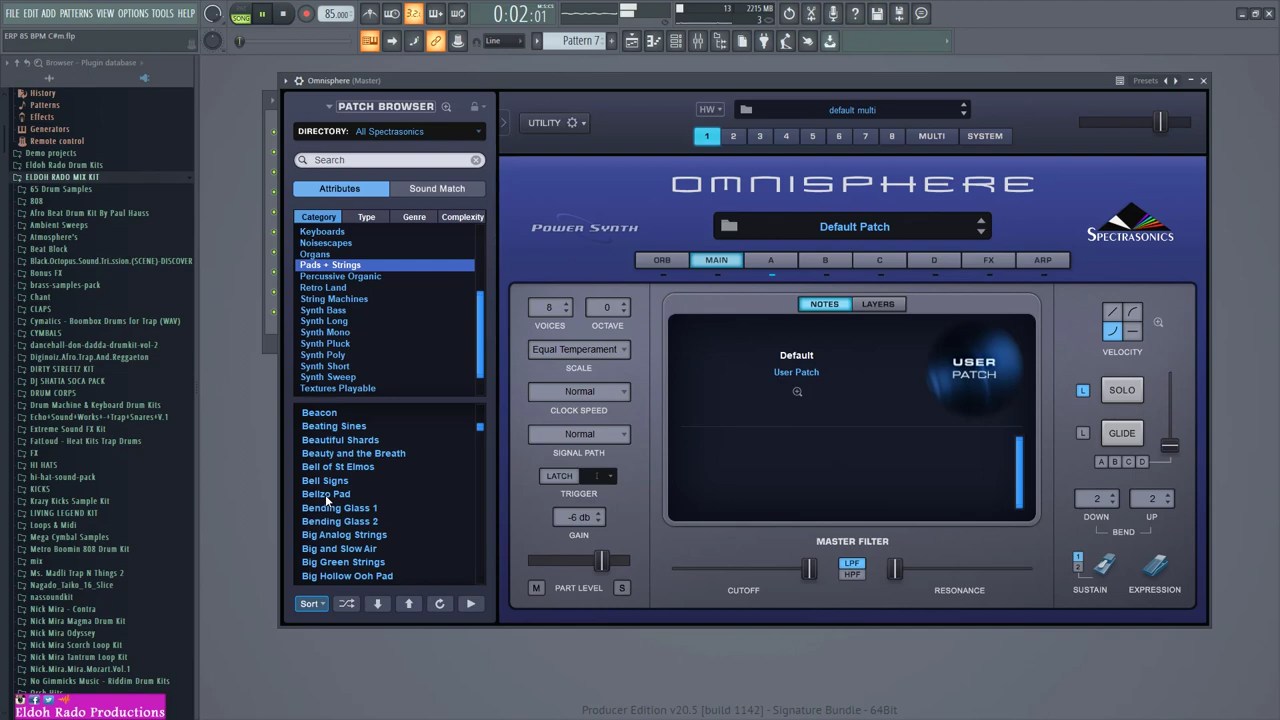 FILE EDIT ADD PATTERNS VIEW OPTIONS TOOLS HELP
SONG
85.000
3.2
0:02:01
13
2215 MB
3
ERP 85 BPM C#m.flp
Line
Pattern 7
Browser - Plugin database
History
Patterns
Effects
Generators
Remote control
Demo projects
Eldoh Rado Drum Kits
ELDOH RADO MIX KIT
65 Drum Samples
808
Afro Beat Drum Kit By Paul Hauss
Ambient Sweeps
Atmosphere's
Beat Block
Black.Octopus.Sound.Tri.ssion.(SCENE)-DISCOVER
Bonus FX
brass-samples-pack
Chant
CLAPS
Cymatics - Boombox Drums for Trap (WAV)
CYMBALS
dancehall-don-datta-drumkit-vol-2
Diginoiz.Afro.Trap.And.Reggaeton
DIRTY STREETZ KIT
DJ SHATTA SOCA PACK
DRUM CORPS
Drum Machine & Keyboard Drum Kits
Echo+Sound+Works+-+Trap+Snares+V.1
Extreme Sound FX Kit
FatLoud - Heat Kits Trap Drums
FX
HI HATS
hi-hat-sound-pack
KICKS
Krazy Kicks Sample Kit
LIVING LEGEND KIT
Loops & Midi
Mega Cymbal Samples
Metro Boomin 808 Drum Kit
mix
Ms. Madli Trap N Things 2
Nagado_Taiko_16_Slice
nassoundkit
Nick Mira - Contra
Nick Mira Magma Drum Kit
Nick Mira Odyssey
Nick Mira Scorch Loop Kit
Nick Mira Tantrum Loop Kit
Nick.Mira.Mira.Mozart.Vol.1
No Gimmicks Music - Riddim Drum Kits
Orch Hits
Eldoh Rado Productions
Omnisphere (Master)
Presets
PATCH BROWSER
DIRECTORY: All Spectrasonics
Search
Attributes
Sound Match
Category
Type
Genre
Complexity
Keyboards
Noisescapes
Organs
Pads + Strings
Percussive Organic
Retro Land
String Machines
Synth Bass
Synth Long
Synth Mono
Synth Pluck
Synth Poly
Synth Short
Synth Sweep
Textures Playable
Beacon
Beating Sines
Beautiful Shards
Beauty and the Breath
Bell of St Elmos
Bell Signs
Bellzo Pad
Bending Glass 1
Bending Glass 2
Big Analog Strings
Big and Slow Air
Big Green Strings
Big Hollow Ooh Pad
Sort
UTILITY
HW
default multi
1 2 3 4 5 6 7 8 MULTI SYSTEM
OMNISPHERE
POWER SYNTH
Default Patch
SPECTRASONICS
ORB MAIN A B C D FX ARP
8
VOICES
0
OCTAVE
Equal Temperament
SCALE
Normal
CLOCK SPEED
Normal
SIGNAL PATH
LATCH
TRIGGER
-6 db
GAIN
M PART LEVEL S
NOTES LAYERS
Default
User Patch
USER
PATCH
MASTER FILTER
LPF
HPF
CUTOFF
RESONANCE
VELOCITY
L SOLO
L GLIDE
A B C D
2
DOWN
2
UP
BEND
1
2
SUSTAIN
EXPRESSION
Producer Edition v20.5 [build 1142] - Signature Bundle - 64Bit